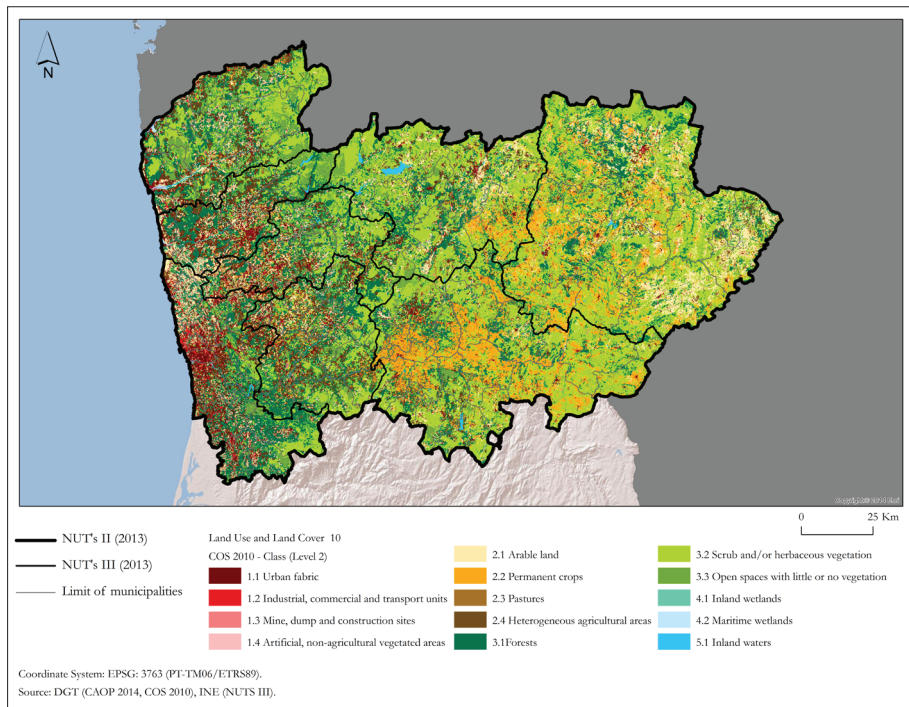 N
Copyright:© 2014 Esri
0 25 Km
NUT's II (2013)
NUT's III (2013)
Limit of municipalities
Land Use and Land Cover 10
COS 2010 - Class (Level 2)
1.1 Urban fabric
1.2 Industrial, commercial and transport units
1.3 Mine, dump and construction sites
1.4 Artificial, non-agricultural vegetated areas
2.1 Arable land
2.2 Permanent crops
2.3 Pastures
2.4 Heterogeneous agricultural areas
3.1Forests
3.2 Scrub and/or herbaceous vegetation
3.3 Open spaces with little or no vegetation
4.1 Inland wetlands
4.2 Maritime wetlands
5.1 Inland waters
Coordinate System: EPSG: 3763 (PT-TM06/ETRS89).
Source: DGT (CAOP 2014, COS 2010), INE (NUTS III).